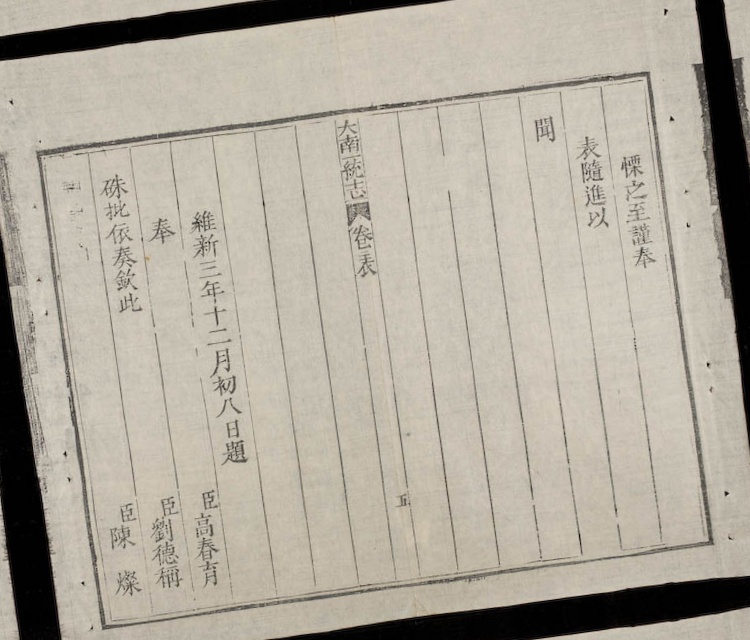 慄之至謹奉
表隨進以
聞
大南一統志 卷 表
五
維新三年十二月初八日題
臣高春育
奉
臣劉德稱
硃批依奏欽此
臣陳 燦